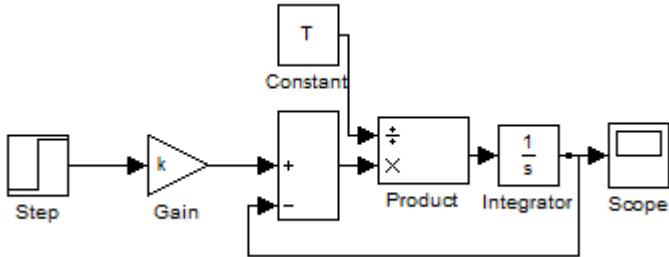 T
Constant
÷
×
+
−
k
1
s
Step
Gain
Product
Integrator
Scope